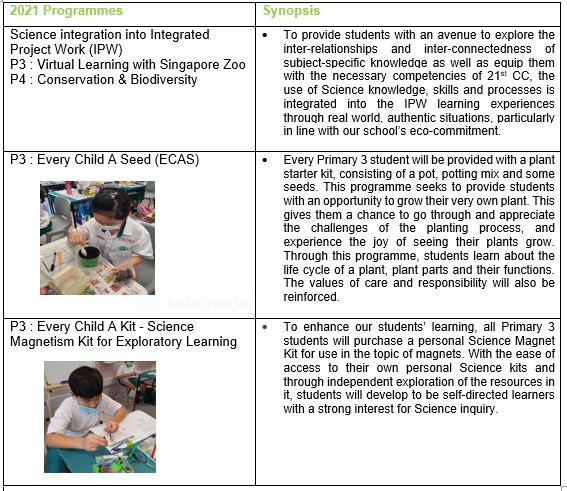 2021 Programmes
Synopsis
Science integration into Integrated
Project Work (IPW)
P3 : Virtual Learning with Singapore Zoo
P4 : Conservation & Biodiversity
• To provide students with an avenue to explore the
inter-relationships and inter-connectedness of
subject-specific knowledge as well as equip them
with the necessary competencies of 21st CC, the
use of Science knowledge, skills and processes is
integrated into the IPW learning experiences
through real world, authentic situations, particularly
in line with our school's eco-commitment.
P3 : Every Child A Seed (ECAS)
• Every Primary 3 student will be provided with a plant
starter kit, consisting of a pot, potting mix and some
seeds. This programme seeks to provide students
with an opportunity to grow their very own plant. This
gives them a chance to go through and appreciate
the challenges of the planting process, and
experience the joy of seeing their plants grow.
Through this programme, students learn about the
life cycle of a plant, plant parts and their functions.
The values of care and responsibility will also be
reinforced.
Rectangular Snip
P3 : Every Child A Kit - Science
Magnetism Kit for Exploratory Learning
• To enhance our students' learning, all Primary 3
students will purchase a personal Science Magnet
Kit for use in the topic of magnets. With the ease of
access to their own personal Science kits and
through independent exploration of the resources in
it, students will develop to be self-directed learners
with a strong interest for Science inquiry.